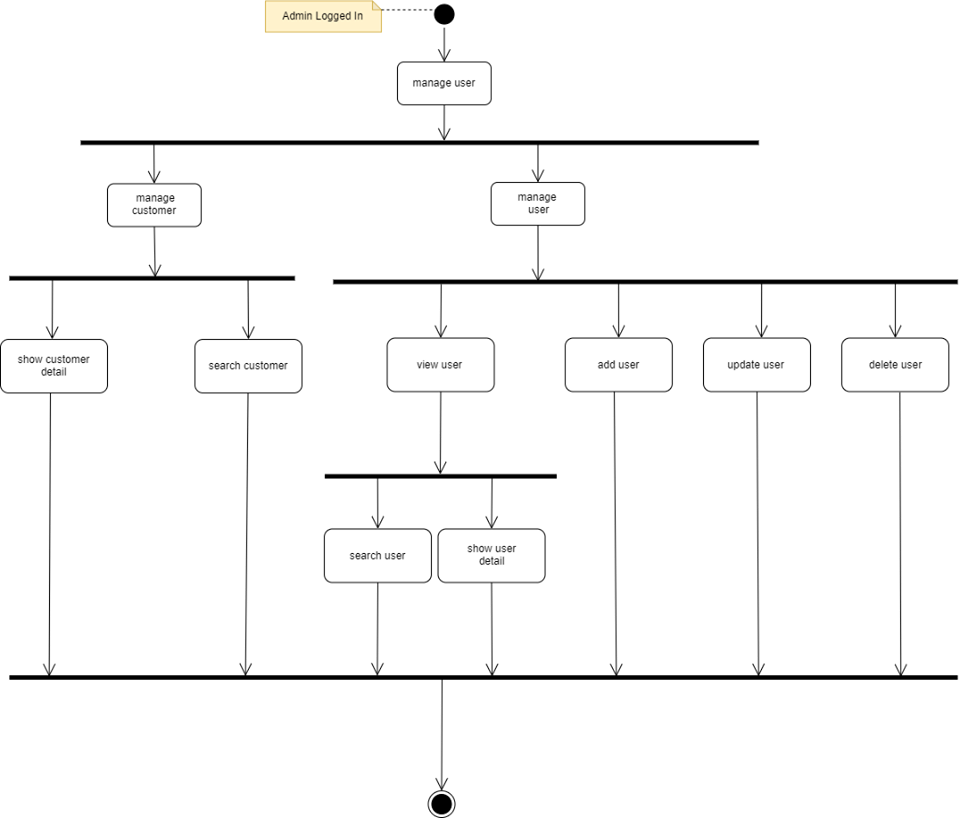 Admin Logged In
manage user
manage
customer
manage
user
show customer
detail
search customer
view user
add user
update user
delete user
search user
show user
detail